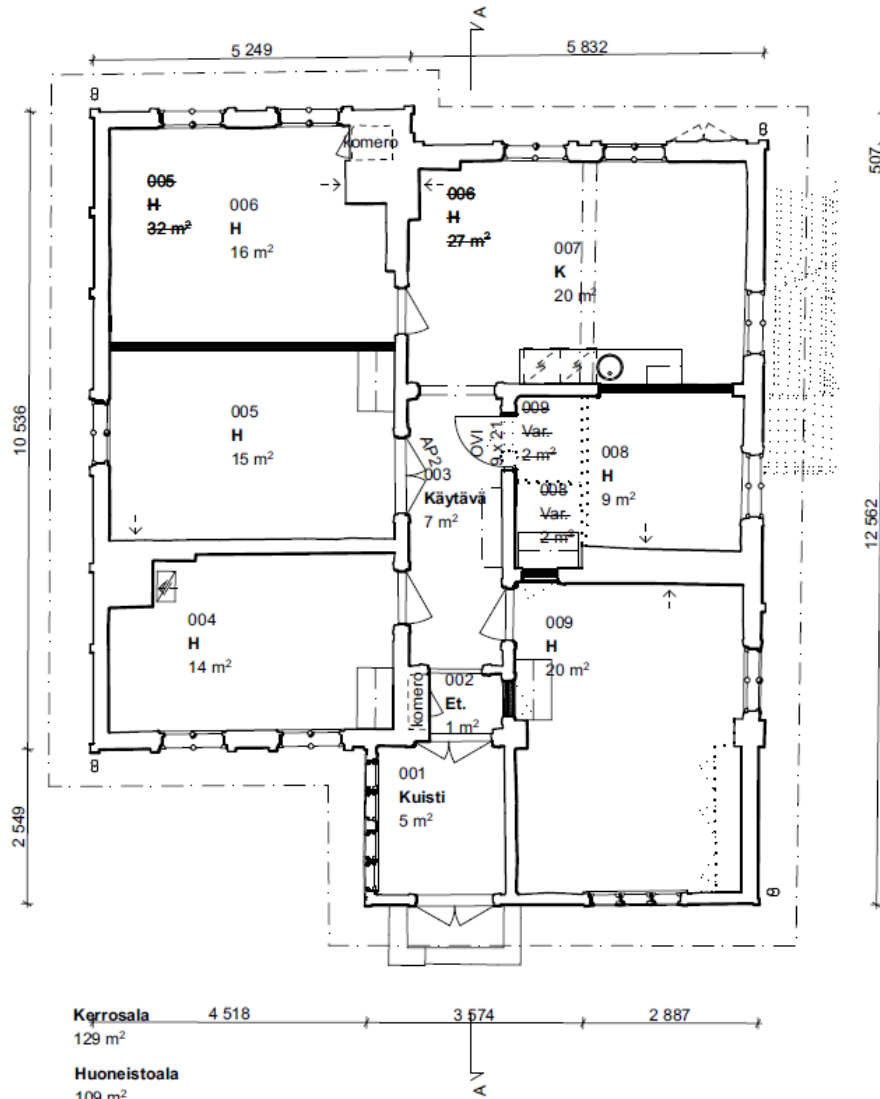 A
5 249
5 832
507
komero
005
H
32 m²
006
H
16 m²
006
H
27 m²
007
K
20 m²
10 536
005
H
15 m²
AP2
003
Käytävä
7 m²
OVI
9 x 21
009
Var.
2 m²
008
Var.
2 m²
008
H
9 m²
12 562
004
H
14 m²
komero
002
Et.
1 m²
009
H
20 m²
001
Kuisti
5 m²
2 549
Kerrosala
129 m²
4 518
3 574
2 887
Huoneistoala
109 m²
A